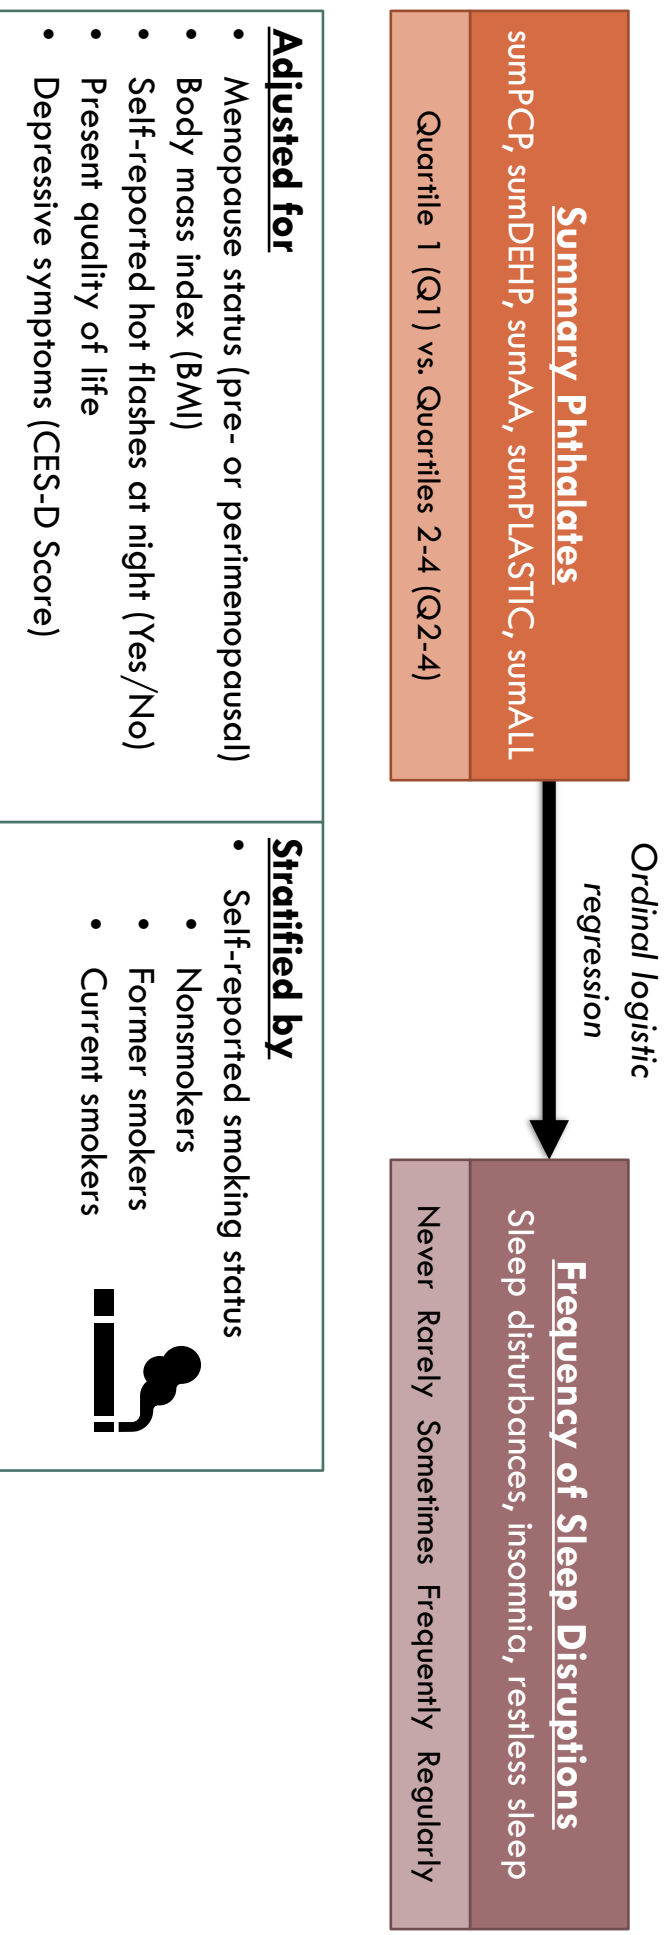 Summary Phthalates
sumPCP, sumDEHP, sumAA, sumPLASTIC, sumALL
Quartile 1 (Q1) vs. Quartiles 2-4 (Q2-4)
Ordinal logistic
regression
Frequency of Sleep Disruptions
Sleep disturbances, insomnia, restless sleep
Never Rarely Sometimes Frequently Regularly
Adjusted for
• Menopause status (pre- or perimenopausal)
• Body mass index (BMI)
• Self-reported hot flashes at night (Yes/No)
• Present quality of life
• Depressive symptoms (CES-D Score)
Stratified by
• Self-reported smoking status
• Nonsmokers
• Former smokers
• Current smokers